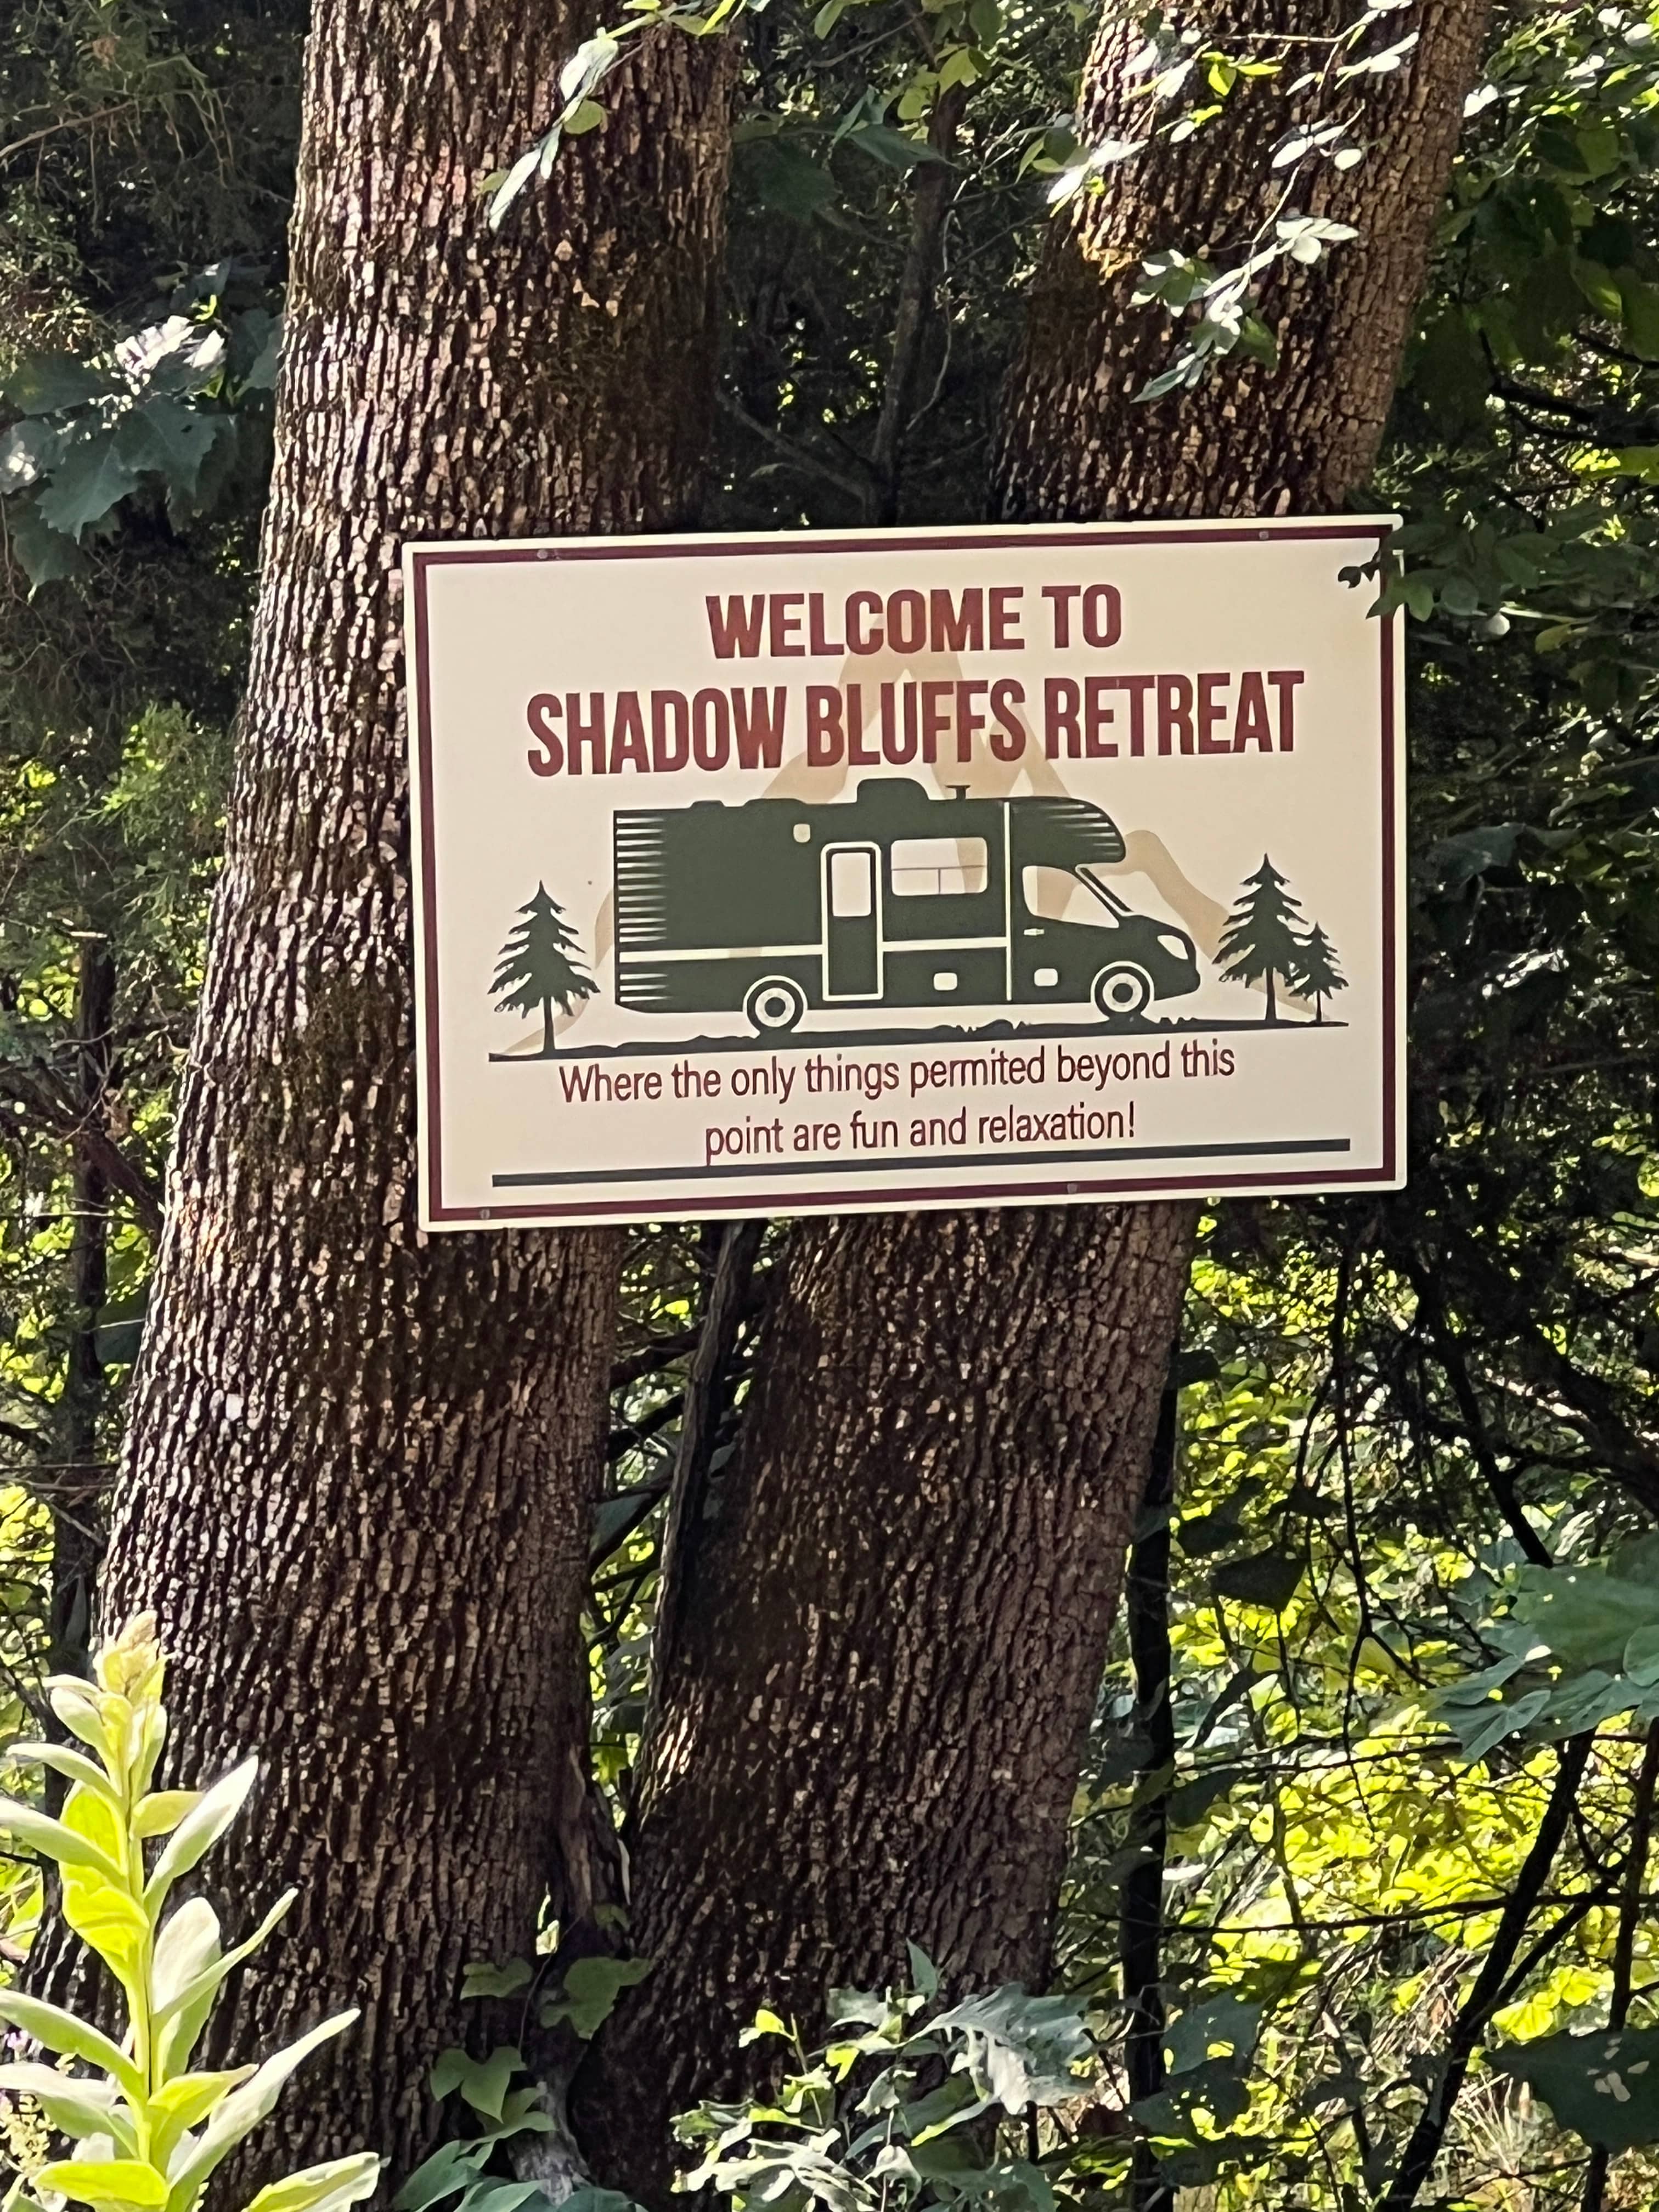 WELCOME TO
SHADOW BLUFFS RETREAT
Where the only things permited beyond this
point are fun and relaxation!